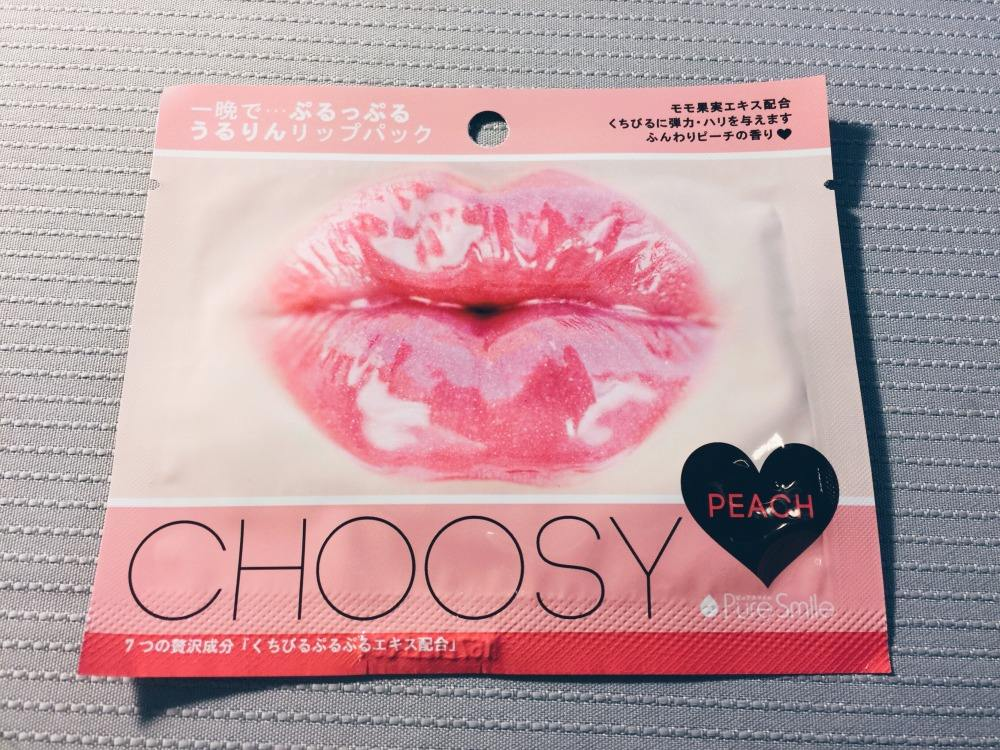 一晩で…ぷるっぷる
うるりんリップパック
モモ果実エキス配合
くちびるに弾力・ハリを与えます
ふんわりピーチの香り♥
PEACH
CHOOSY
Pure Smile
7つの贅沢成分「くちびるぷるぷるエキス配合」